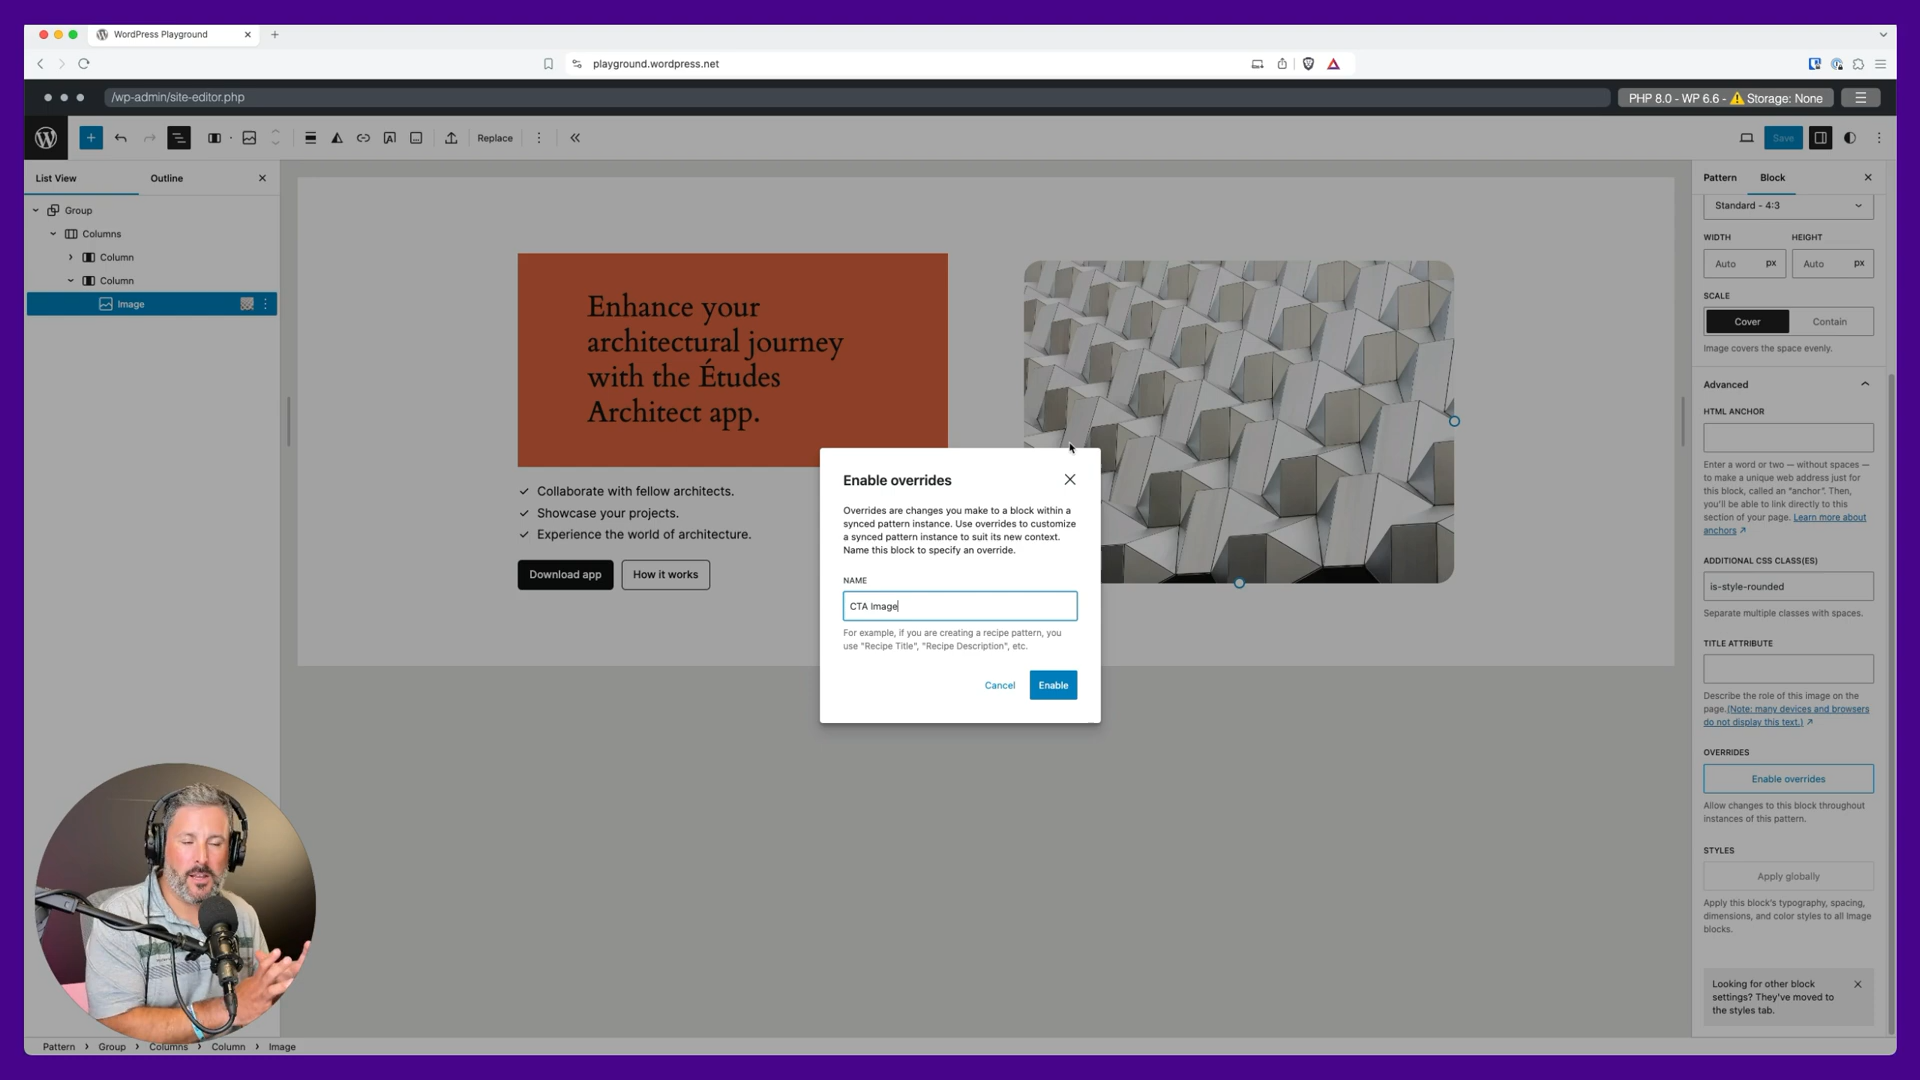 WordPress Playground
playground.wordpress.net
/wp-admin/site-editor.php
PHP 8.0 - WP 6.6 - ⚠️ Storage: None
Replace
Save
List View
Outline
Group
Columns
Column
Column
Image
Enhance your
architectural journey
with the Études
Architect app.
Collaborate with fellow architects.
Showcase your projects.
Experience the world of architecture.
Download app
How it works
Enable overrides
Overrides are changes you make to a block within a
synced pattern instance. Use overrides to customize
a synced pattern instance to suit its new context.
Name this block to specify an override.
NAME
CTA Image
For example, if you are creating a recipe pattern, you
use "Recipe Title", "Recipe Description", etc.
Cancel
Enable
Pattern
Block
Standard - 4:3
WIDTH
HEIGHT
Auto
px
Auto
px
SCALE
Cover
Contain
Image covers the space evenly.
Advanced
HTML ANCHOR
Enter a word or two — without spaces —
to make a unique web address just for
this block, called an "anchor". Then,
you'll be able to link directly to this
section of your page. Learn more about
anchors ↗
ADDITIONAL CSS CLASS(ES)
is-style-rounded
Separate multiple classes with spaces.
TITLE ATTRIBUTE
Describe the role of this image on the
page.(Note: many devices and browsers
do not display this text.) ↗
OVERRIDES
Enable overrides
Allow changes to this block throughout
instances of this pattern.
STYLES
Apply globally
Apply this block's typography, spacing,
dimensions, and color styles to all Image
blocks.
Looking for other block
settings? They've moved to
the styles tab.
Pattern > Group > Columns > Column > Image